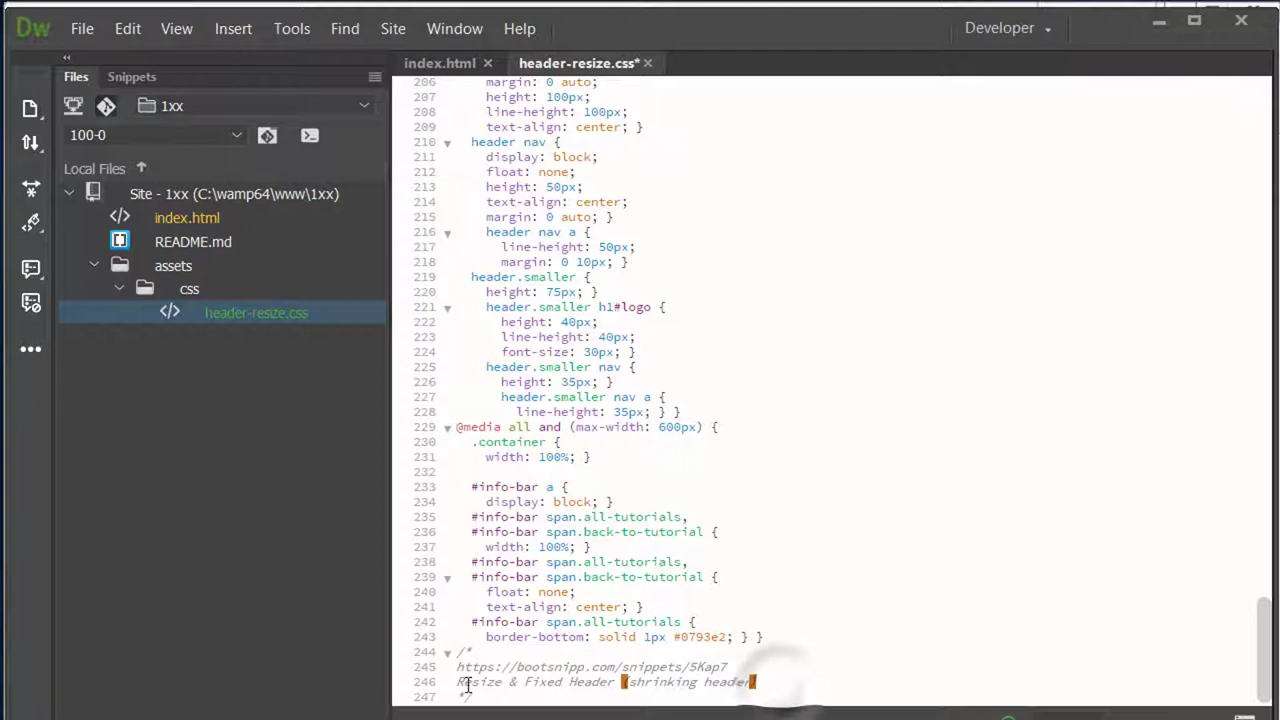 Dw File Edit View Insert Tools Find Site Window Help Developer
Files Snippets
index.html header-resize.css*
1xx
100-0
Local Files
Site - 1xx (C:\wamp64\www\1xx)
index.html
README.md
assets
css
header-resize.css
206 margin: 0 auto;
207 height: 100px;
208 line-height: 100px;
209 text-align: center; }
210 header nav {
211 display: block;
212 float: none;
213 height: 50px;
214 text-align: center;
215 margin: 0 auto; }
216 header nav a {
217 line-height: 50px;
218 margin: 0 10px; }
219 header.smaller {
220 height: 75px; }
221 header.smaller h1#logo {
222 height: 40px;
223 line-height: 40px;
224 font-size: 30px; }
225 header.smaller nav {
226 height: 35px; }
227 header.smaller nav a {
228 line-height: 35px; } }
229 @media all and (max-width: 600px) {
230 .container {
231 width: 100%; }
232
233 #info-bar a {
234 display: block; }
235 #info-bar span.all-tutorials,
236 #info-bar span.back-to-tutorial {
237 width: 100%; }
238 #info-bar span.all-tutorials,
239 #info-bar span.back-to-tutorial {
240 float: none;
241 text-align: center; }
242 #info-bar span.all-tutorials {
243 border-bottom: solid 1px #0793e2; } }
244 /*
245 https://bootsnipp.com/snippets/5Kap7
246 Resize & Fixed Header (shrinking header)
247 */